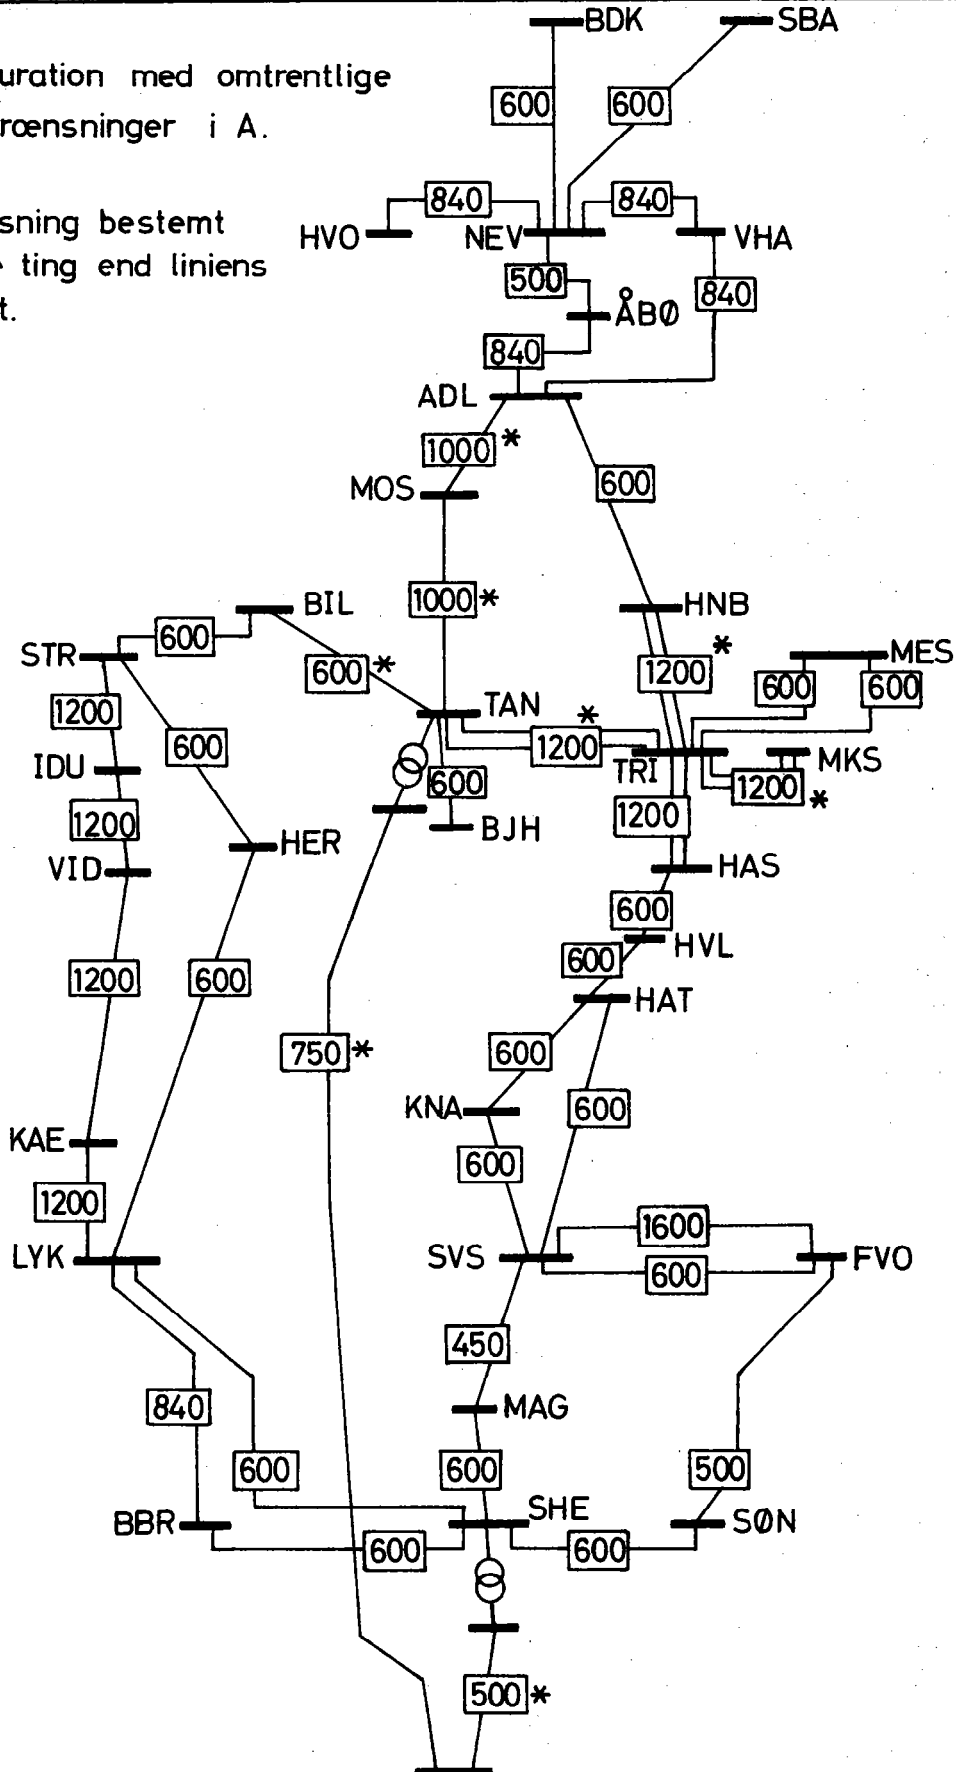 BDK
SBA
uration med omtrentlige
600
600
rænsninger i A.
840
840
sning bestemt
HVO
NEV
VHA
ting end liniens
500
840
t.
ÅBØ
840
ADL
1000 *
MOS
600
1000 *
BIL
HNB
600
STR
600 *
1200 *
MES
600
600
1200
TAN
600
1200 *
IDU
TRI
MKS
600
1200 *
1200
1200
BJH
HER
VID
HAS
600
HVL
600
1200
600
HAT
750 *
600
KNA
600
KAE
600
1200
1600
LYK
SVS
FVO
600
450
840
MAG
600
600
500
BBR
SHE
SØN
600
600
500 *